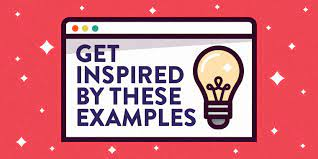 GET
INSPIRED
BY THESE
EXAMPLES